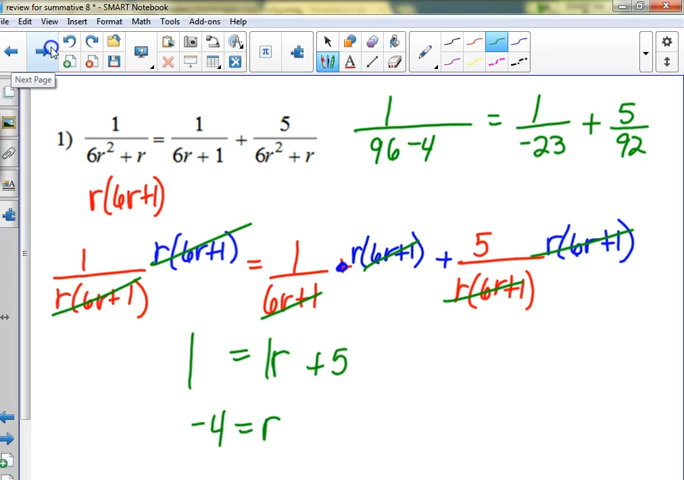 review for summative 8 * - SMART Notebook
Edit View Insert Format Math Tools Add-ons Help
Next Page
1) 1/(6r² + r) = 1/(6r + 1) + 5/(6r² + r)
1/(96 - 4) = 1/-23 + 5/92
r(6r+1)
1/(r(6r+1)) r(6r+1) = 1/(6r+1) · r(6r+1) + 5/(r(6r+1)) r(6r+1)
1 = 1r + 5
-4 = r